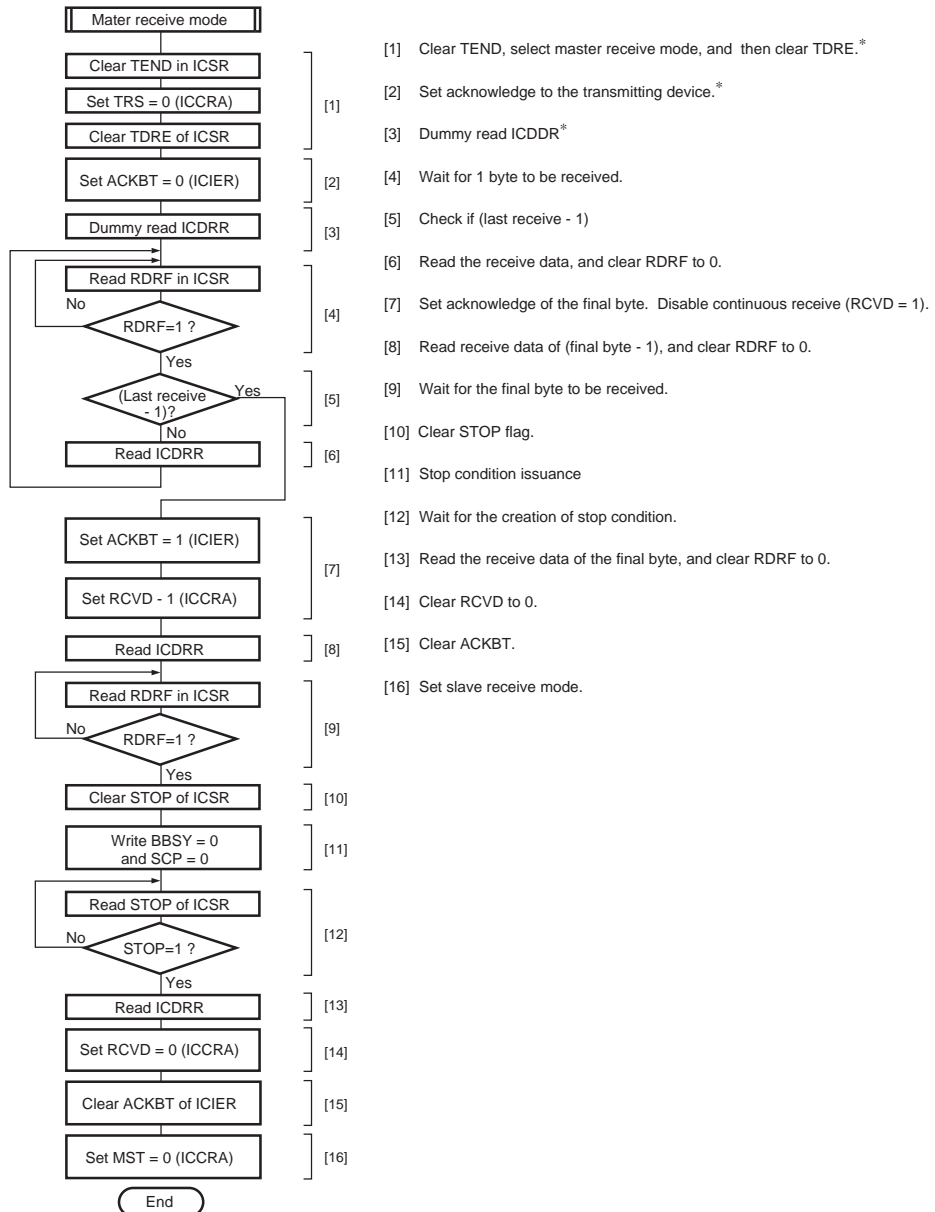 Mater receive mode
Clear TEND in ICSR
Set TRS = 0 (ICCRA)
Clear TDRE of ICSR
[1]
Set ACKBT = 0 (ICIER)
[2]
Dummy read ICDRR
[3]
Read RDRF in ICSR
No
RDRF=1 ?
[4]
Yes
(Last receive
- 1)?
Yes
[5]
No
Read ICDRR
[6]
Set ACKBT = 1 (ICIER)
[7]
Set RCVD - 1 (ICCRA)
Read ICDRR
[8]
Read RDRF in ICSR
No
RDRF=1 ?
[9]
Yes
Clear STOP of ICSR
[10]
Write BBSY = 0
and SCP = 0
[11]
Read STOP of ICSR
No
STOP=1 ?
[12]
Yes
Read ICDRR
[13]
Set RCVD = 0 (ICCRA)
[14]
Clear ACKBT of ICIER
[15]
Set MST = 0 (ICCRA)
[16]
End
[1] Clear TEND, select master receive mode, and then clear TDRE.*
[2] Set acknowledge to the transmitting device.*
[3] Dummy read ICDDR*
[4] Wait for 1 byte to be received.
[5] Check if (last receive - 1)
[6] Read the receive data, and clear RDRF to 0.
[7] Set acknowledge of the final byte. Disable continuous receive (RCVD = 1).
[8] Read receive data of (final byte - 1), and clear RDRF to 0.
[9] Wait for the final byte to be received.
[10] Clear STOP flag.
[11] Stop condition issuance
[12] Wait for the creation of stop condition.
[13] Read the receive data of the final byte, and clear RDRF to 0.
[14] Clear RCVD to 0.
[15] Clear ACKBT.
[16] Set slave receive mode.